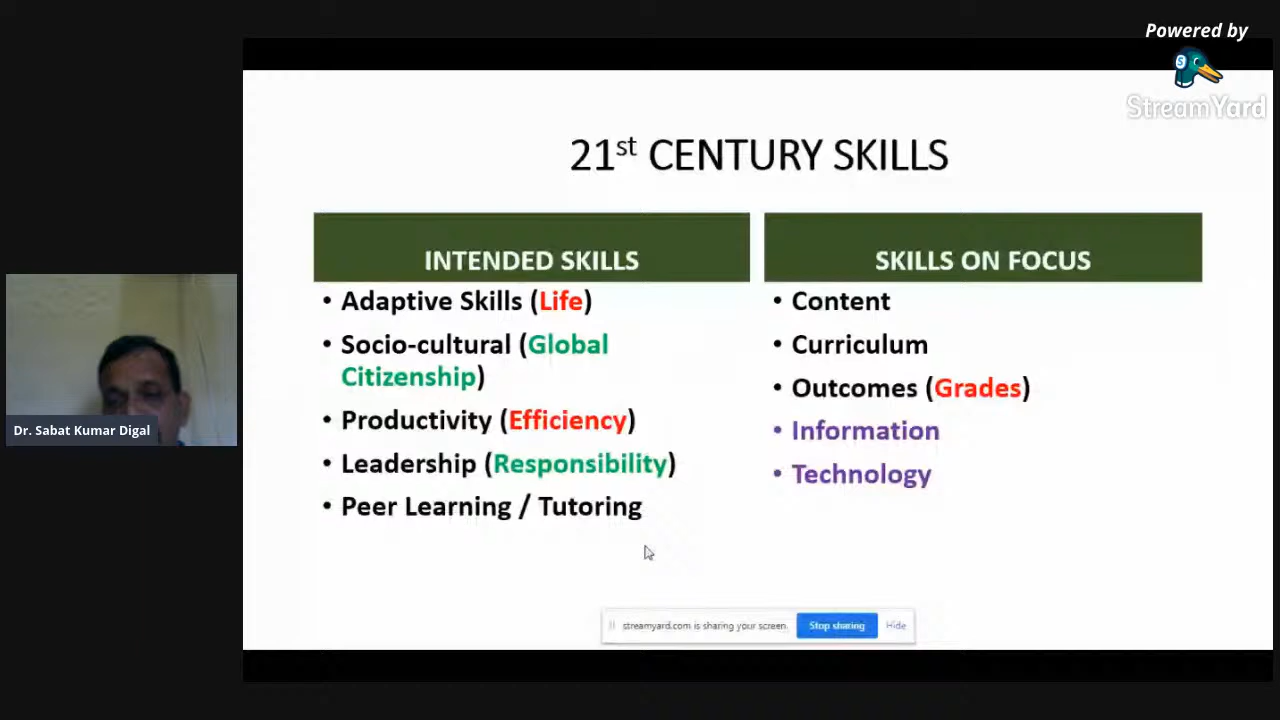 Powered by
StreamYard
21st CENTURY SKILLS
INTENDED SKILLS
• Adaptive Skills (Life)
• Socio-cultural (Global
Citizenship)
• Productivity (Efficiency)
• Leadership (Responsibility)
• Peer Learning / Tutoring
SKILLS ON FOCUS
• Content
• Curriculum
• Outcomes (Grades)
• Information
• Technology
Dr. Sabat Kumar Digal
streamyard.com is sharing your screen. Stop sharing Hide